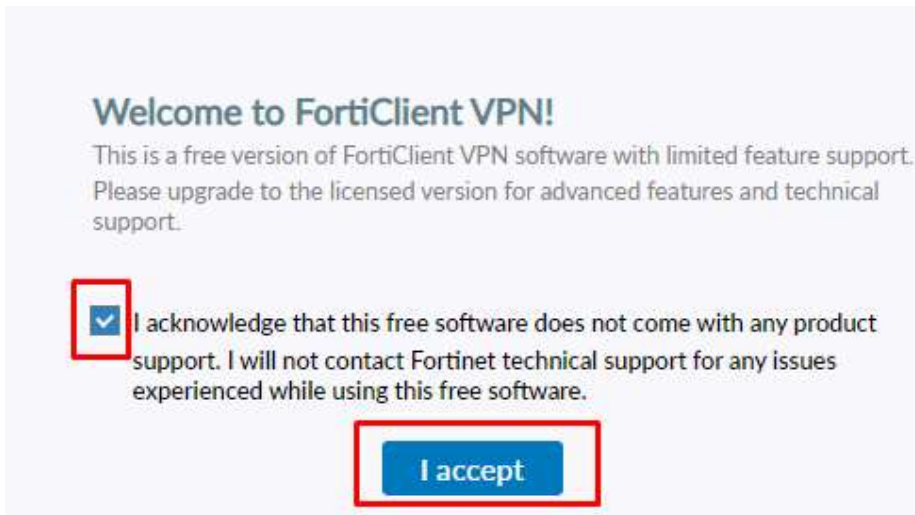 Welcome to FortiClient VPN!
This is a free version of FortiClient VPN software with limited feature support.
Please upgrade to the licensed version for advanced features and technical
support.
I acknowledge that this free software does not come with any product
support. I will not contact Fortinet technical support for any issues
experienced while using this free software.
I accept